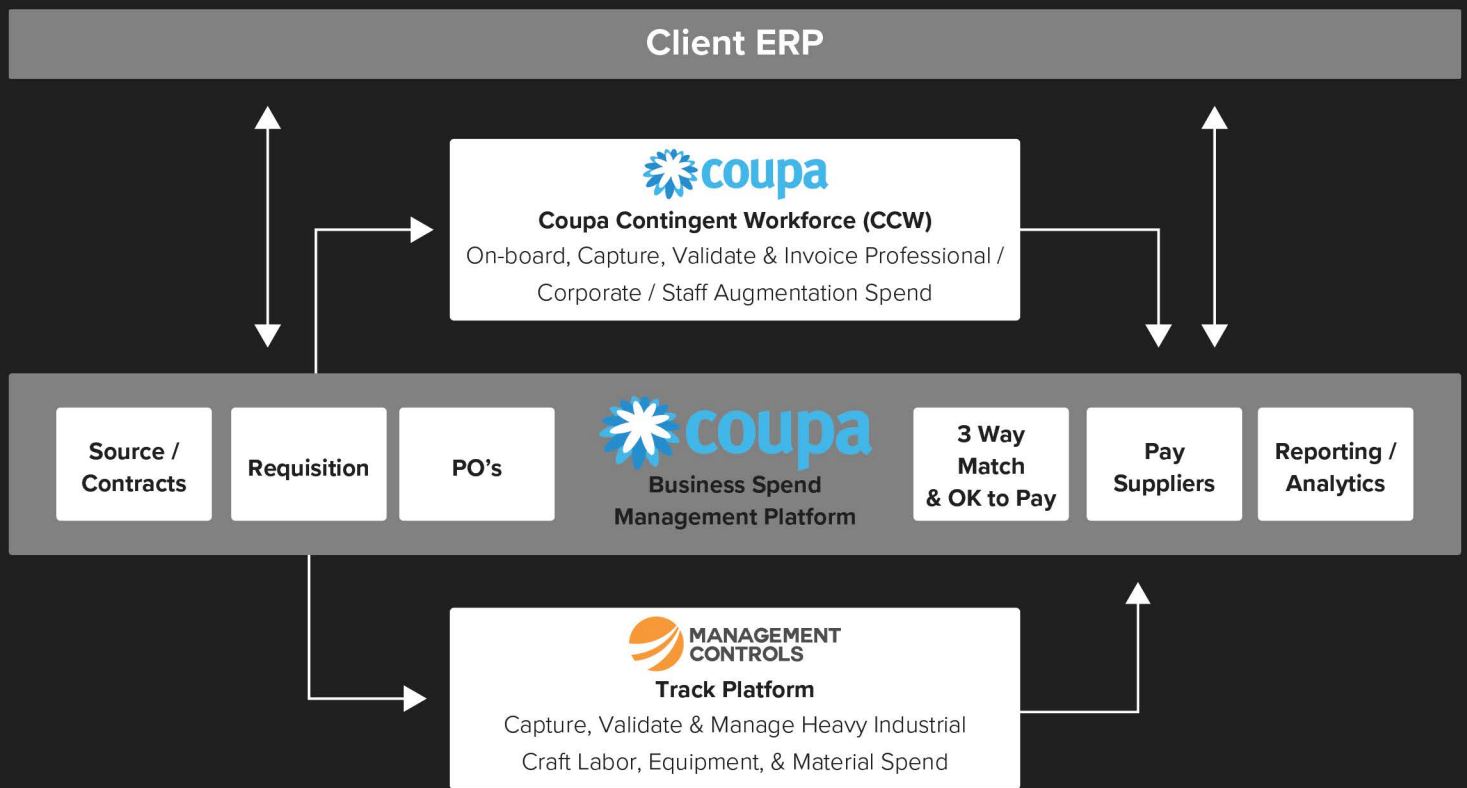 Client ERP
coupa
Coupa Contingent Workforce (CCW)
On-board, Capture, Validate & Invoice Professional /
Corporate / Staff Augmentation Spend
Source /
Contracts
Requisition
PO's
coupa
Business Spend
Management Platform
3 Way
Match
& OK to Pay
Pay
Suppliers
Reporting /
Analytics
MANAGEMENT
CONTROLS
Track Platform
Capture, Validate & Manage Heavy Industrial
Craft Labor, Equipment, & Material Spend